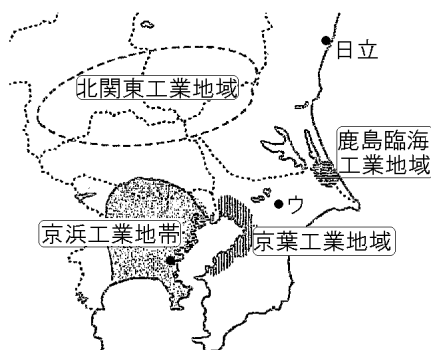 日立
北関東工業地域
鹿島臨海
工業地域
ウ
京浜工業地帯
京葉工業地域